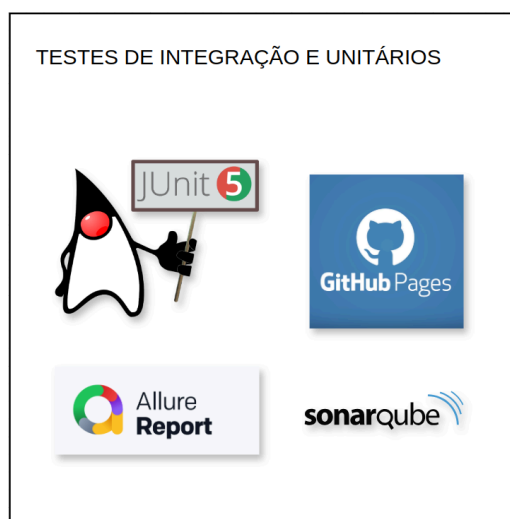 TESTES DE INTEGRAÇÃO E UNITÁRIOS
JUnit 5
GitHub Pages
Allure
Report
sonarqube